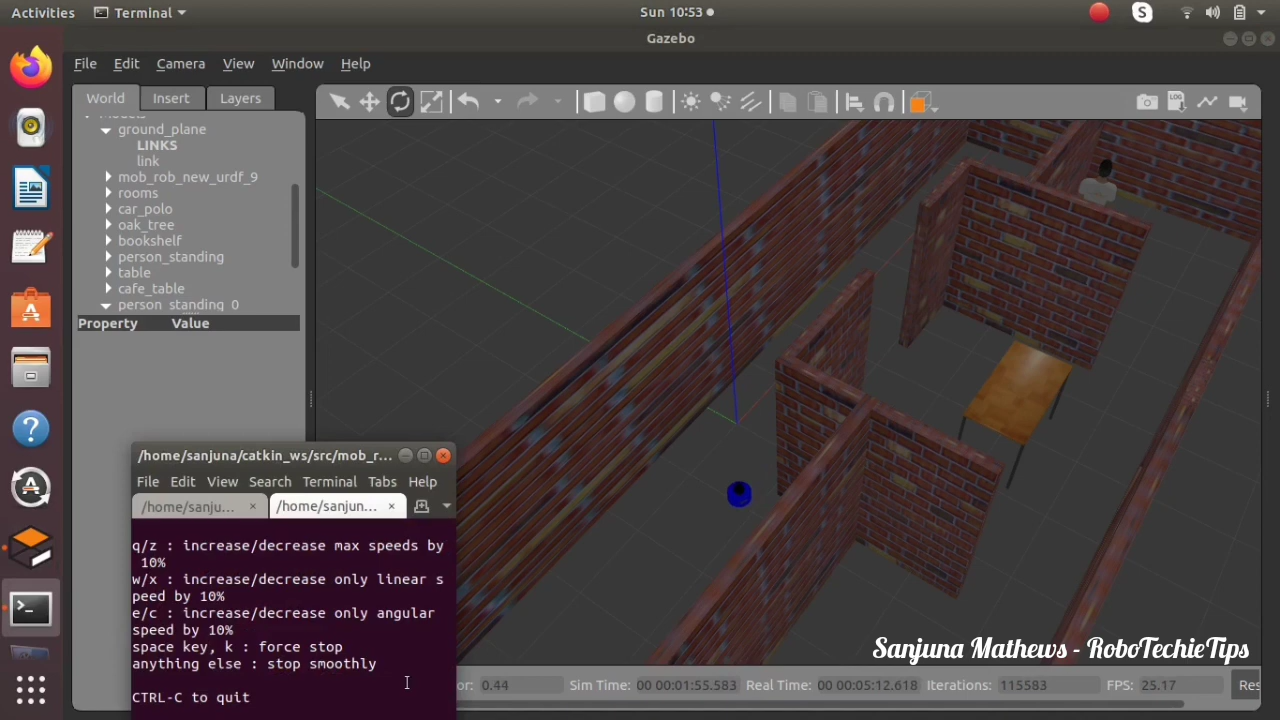 Activities
Terminal
Sun 10:53
Gazebo
File Edit Camera View Window Help
World Insert Layers
LOG
ground_plane
LINKS
link
mob_rob_new_urdf_9
rooms
car_polo
oak_tree
bookshelf
person_standing
table
cafe_table
person_standing_0
Property Value
/home/sanjuna/catkin_ws/src/mob_r...
File Edit View Search Terminal Tabs Help
/home/sanju...
/home/sanjun...
q/z : increase/decrease max speeds by
10%
w/x : increase/decrease only linear s
peed by 10%
e/c : increase/decrease only angular
speed by 10%
space key, k : force stop
anything else : stop smoothly
CTRL-C to quit
Sanjuna Mathews - RoboTechieTips
or: 0.44 Sim Time: 00 00:01:55.583 Real Time: 00 00:05:12.618 Iterations: 115583 FPS: 25.17 Res